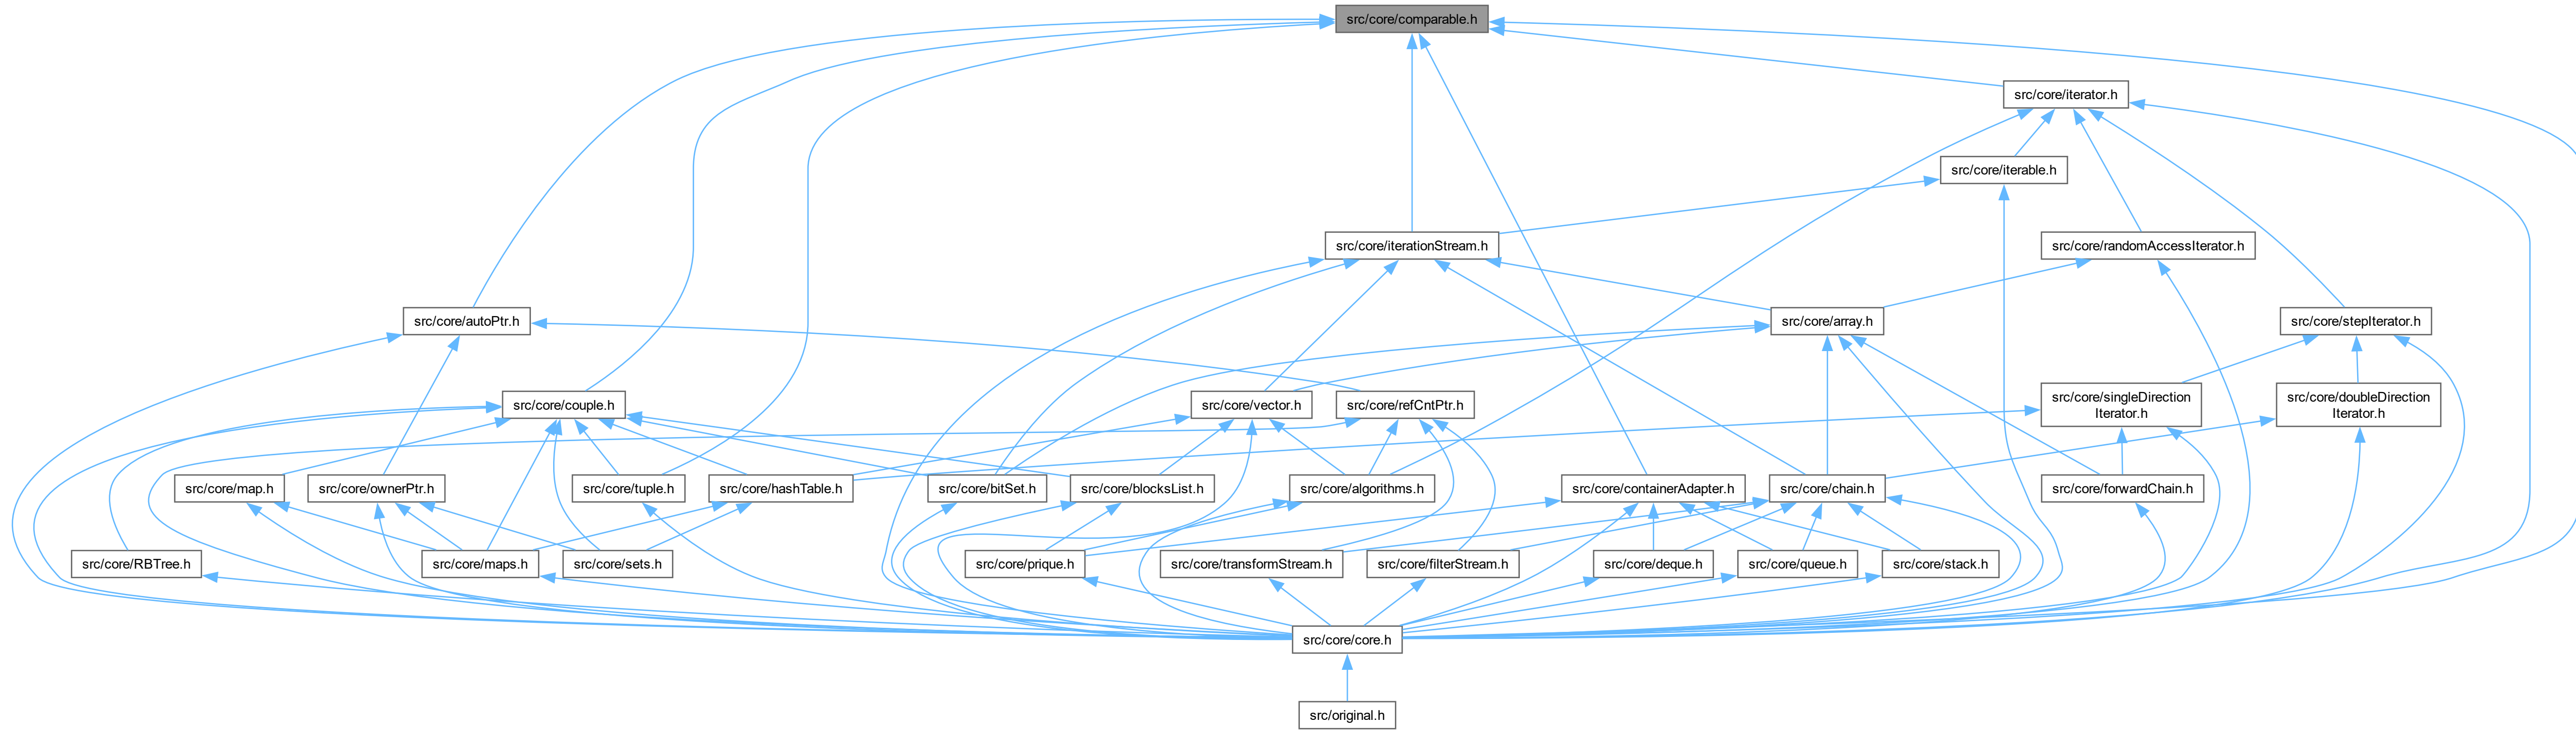 src/core/comparable.h
src/core/iterator.h
src/core/iterable.h
src/core/iterationStream.h
src/core/randomAccessIterator.h
src/core/autoPtr.h
src/core/array.h
src/core/stepIterator.h
src/core/couple.h
src/core/vector.h
src/core/refCntPtr.h
src/core/singleDirection
Iterator.h
src/core/doubleDirection
Iterator.h
src/core/map.h
src/core/ownerPtr.h
src/core/tuple.h
src/core/hashTable.h
src/core/bitSet.h
src/core/blocksList.h
src/core/algorithms.h
src/core/containerAdapter.h
src/core/chain.h
src/core/forwardChain.h
src/core/RBTree.h
src/core/maps.h
src/core/sets.h
src/core/prique.h
src/core/transformStream.h
src/core/filterStream.h
src/core/deque.h
src/core/queue.h
src/core/stack.h
src/core/core.h
src/original.h